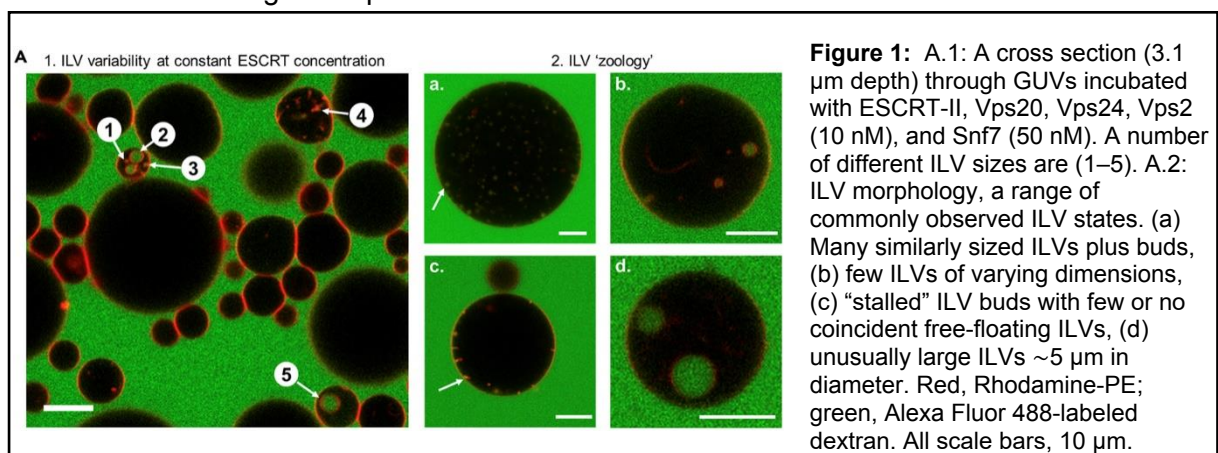 A
1. ILV variability at constant ESCRT concentration
2. ILV 'zoology'
1
2
3
4
5
a.
b.
c.
d.
Figure 1: A.1: A cross section (3.1
µm depth) through GUVs incubated
with ESCRT-II, Vps20, Vps24, Vps2
(10 nM), and Snf7 (50 nM). A number
of different ILV sizes are (1–5). A.2:
ILV morphology, a range of
commonly observed ILV states. (a)
Many similarly sized ILVs plus buds,
(b) few ILVs of varying dimensions,
(c) “stalled” ILV buds with few or no
coincident free-floating ILVs, (d)
unusually large ILVs ∼5 µm in
diameter. Red, Rhodamine-PE;
green, Alexa Fluor 488-labeled
dextran. All scale bars, 10 µm.